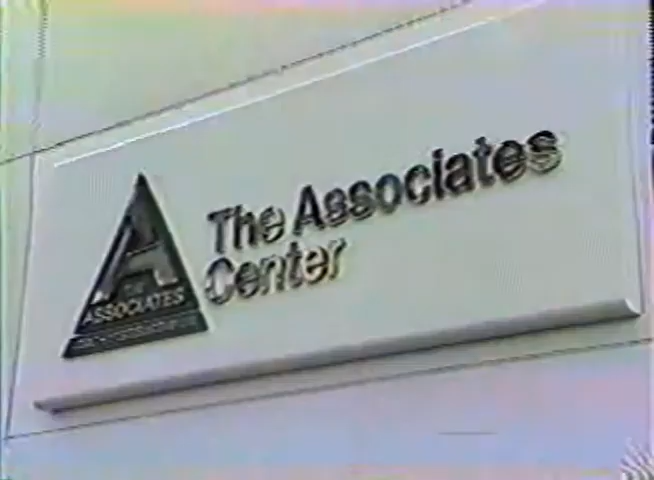 The Associates
Center
A
THE
ASSOCIATES